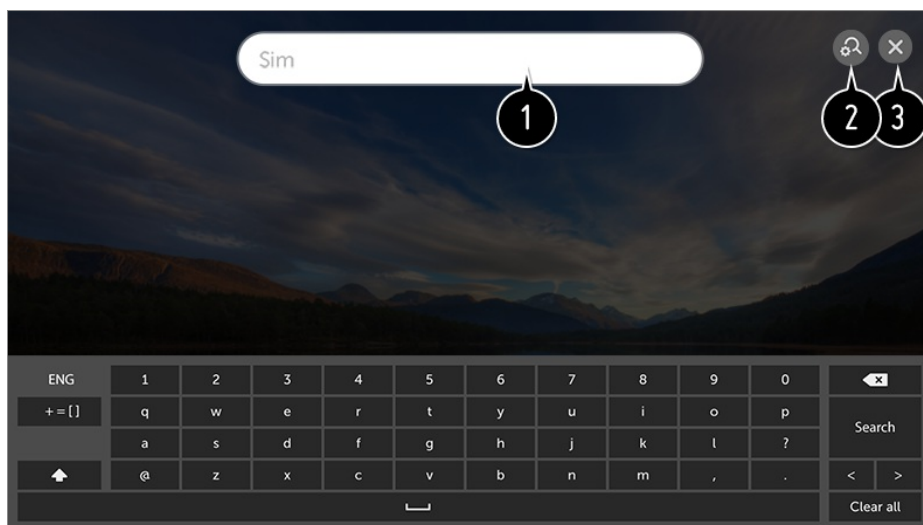 Sim
1
2
3
ENG 1 2 3 4 5 6 7 8 9 0
+=[] q w e r t y u i o p
Search
a s d f g h j k l ?
@ z x c v b n m , . < >
Clear all